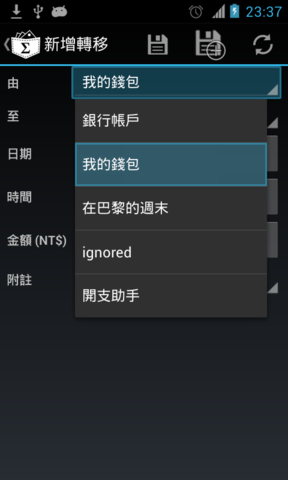 23:37
新增轉移
由
我的錢包
至
銀行帳戶
日期
我的錢包
時間
在巴黎的週末
金額 (NT$)
ignored
附註
開支助手